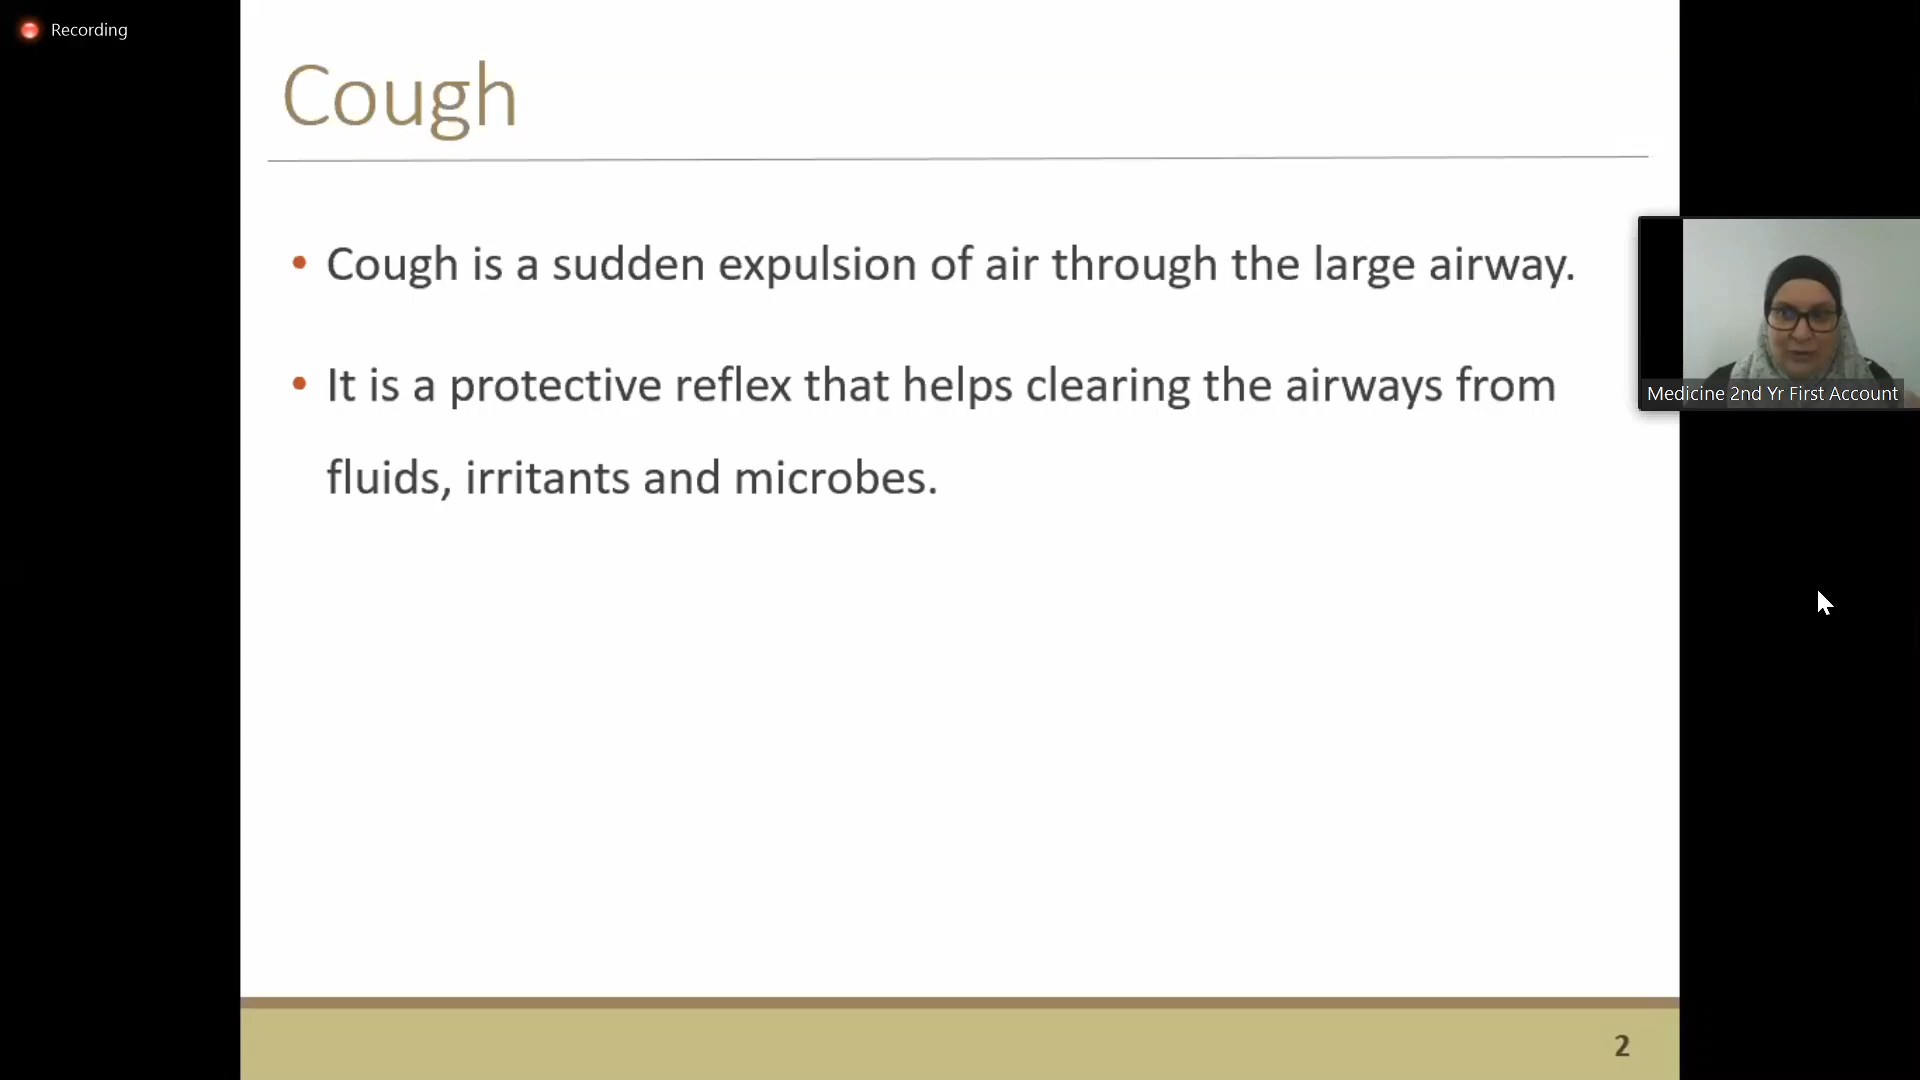 Recording
Cough
• Cough is a sudden expulsion of air through the large airway.
• It is a protective reflex that helps clearing the airways from
fluids, irritants and microbes.
Medicine 2nd Yr First Account
2